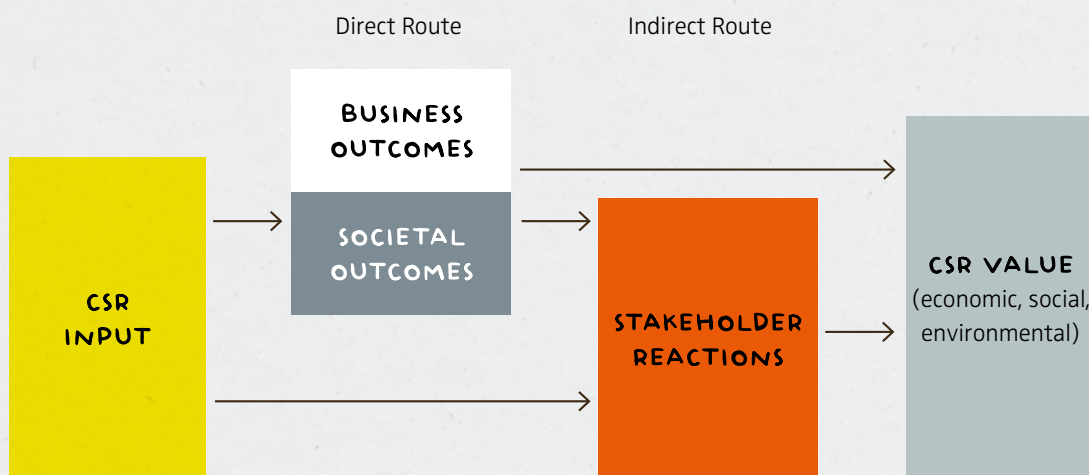 Direct Route
Indirect Route
BUSINESS
OUTCOMES
SOCIETAL
OUTCOMES
CSR
INPUT
STAKEHOLDER
REACTIONS
CSR VALUE
(economic, social,
environmental)